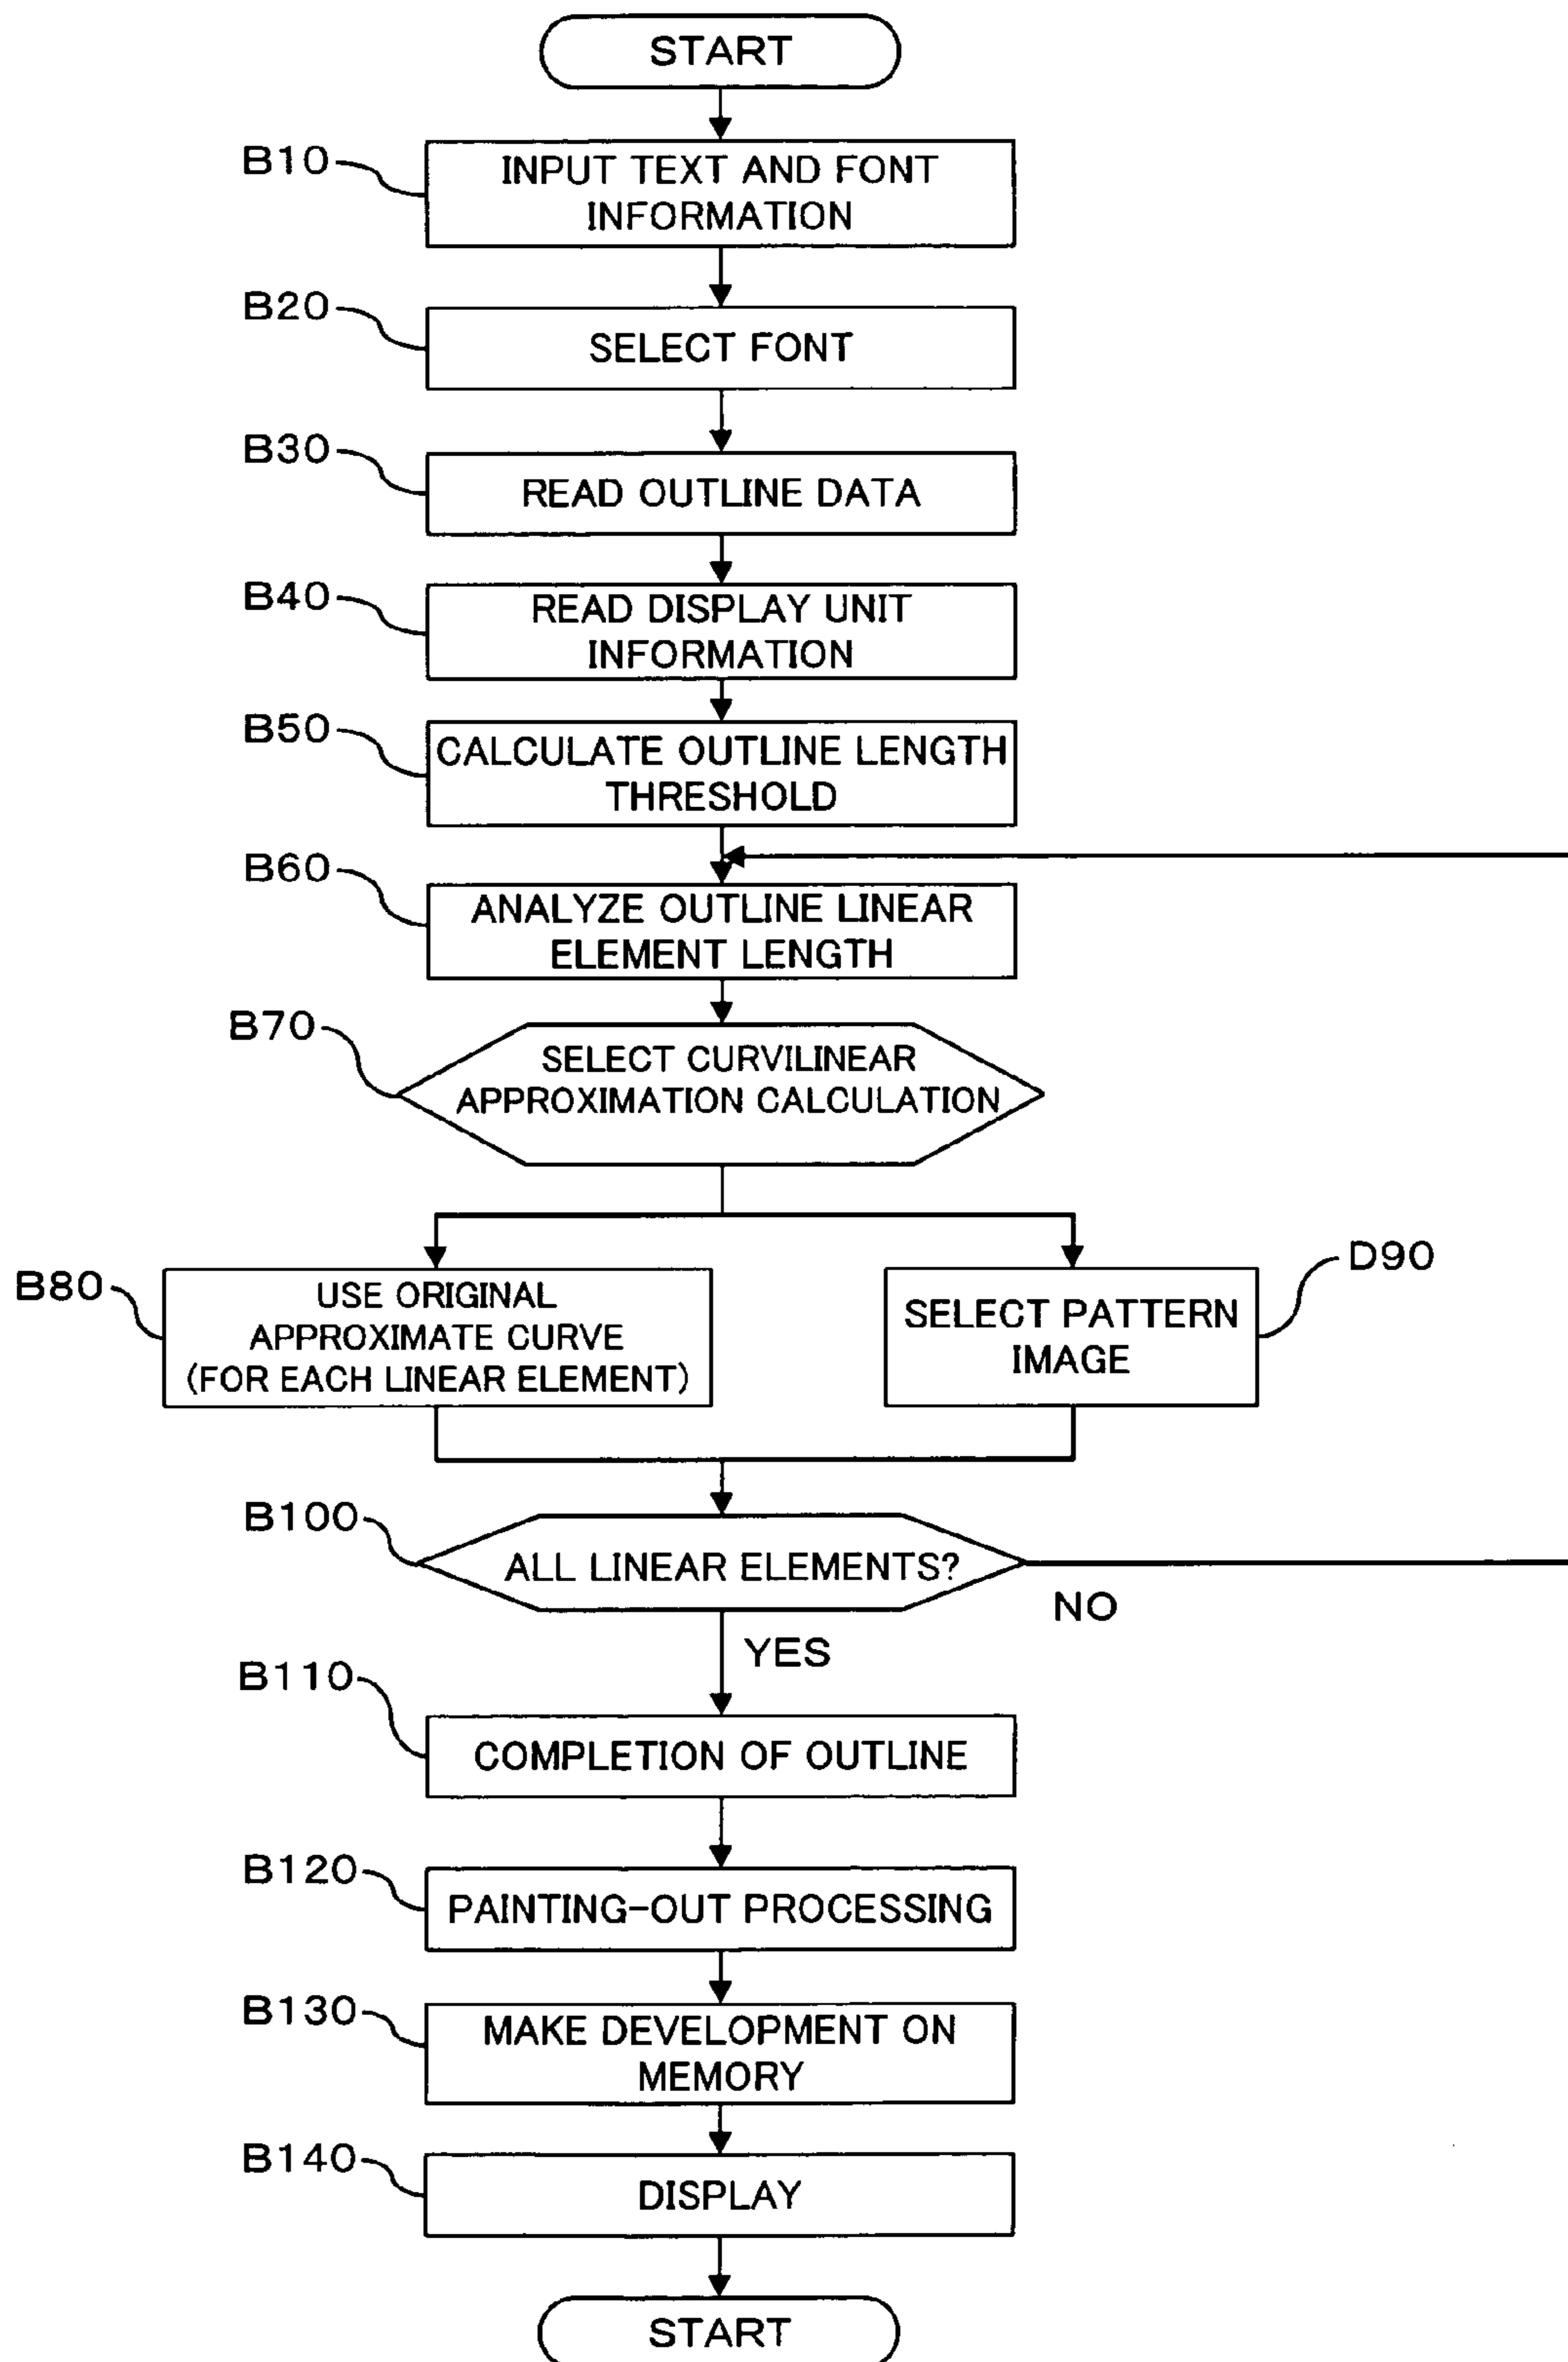 START
B10
INPUT TEXT AND FONT
INFORMATION
B20
SELECT FONT
B30
READ OUTLINE DATA
B40
READ DISPLAY UNIT
INFORMATION
B50
CALCULATE OUTLINE LENGTH
THRESHOLD
B60
ANALYZE OUTLINE LINEAR
ELEMENT LENGTH
B70
SELECT CURVILINEAR
APPROXIMATION CALCULATION
B80
USE ORIGINAL
APPROXIMATE CURVE
(FOR EACH LINEAR ELEMENT)
D90
SELECT PATTERN
IMAGE
B100
ALL LINEAR ELEMENTS?
NO
YES
B110
COMPLETION OF OUTLINE
B120
PAINTING-OUT PROCESSING
B130
MAKE DEVELOPMENT ON
MEMORY
B140
DISPLAY
START